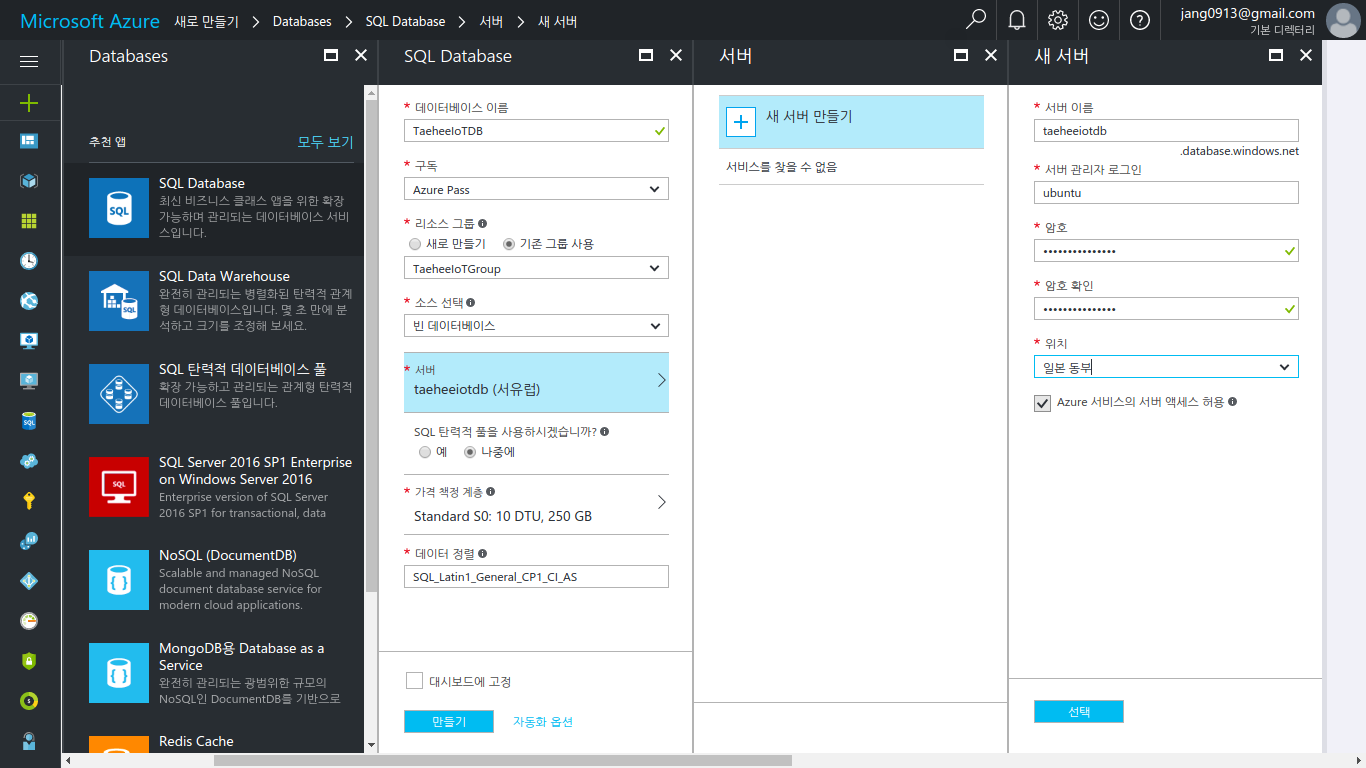 Microsoft Azure 새로 만들기 > Databases > SQL Database > 서버 > 새 서버
jang0913@gmail.com
기본 디렉터리
Databases
추천 앱 모두 보기
SQL Database
최신 비즈니스 클래스 앱을 위한 확장
가능하며 관리되는 데이터베이스 서비
스입니다.
SQL Data Warehouse
완전히 관리되는 병렬화된 탄력적 관계
형 데이터베이스입니다. 몇 초 만에 분
석하고 크기를 조정해 보세요.
SQL 탄력적 데이터베이스 풀
확장 가능하고 관리되는 관계형 탄력적
데이터베이스 풀입니다.
SQL Server 2016 SP1 Enterprise
on Windows Server 2016
Enterprise version of SQL Server
2016 SP1 for transactional, data
NoSQL (DocumentDB)
Scalable and managed NoSQL
document database service for
modern cloud applications.
MongoDB용 Database as a
Service
완전히 관리되는 광범위한 규모의
NoSQL인 DocumentDB를 기반으로
Redis Cache
SQL Database
* 데이터베이스 이름
TaeheeIoTDB
* 구독
Azure Pass
* 리소스 그룹
새로 만들기 기존 그룹 사용
TaeheeIoTGroup
* 소스 선택
빈 데이터베이스
* 서버
taeheeiotdb (서유럽)
SQL 탄력적 풀을 사용하시겠습니까?
예 나중에
* 가격 책정 계층
Standard S0: 10 DTU, 250 GB
* 데이터 정렬
SQL_Latin1_General_CP1_CI_AS
대시보드에 고정
만들기 자동화 옵션
서버
새 서버 만들기
서비스를 찾을 수 없음
새 서버
* 서버 이름
taeheeiotdb
.database.windows.net
* 서버 관리자 로그인
ubuntu
* 암호
•••••••••••••••
* 암호 확인
•••••••••••••••
* 위치
일본 동부
Azure 서비스의 서버 액세스 허용
선택